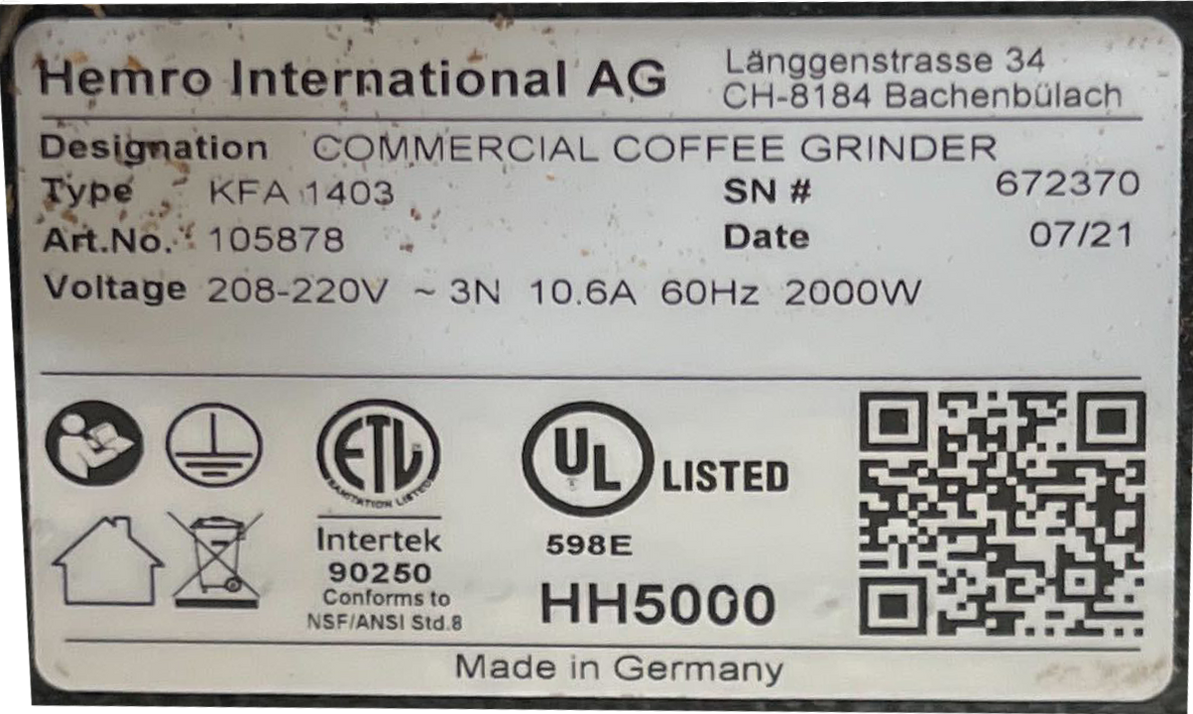 Hemro International AG Länggenstrasse 34
CH-8184 Bachenbülach
Designation COMMERCIAL COFFEE GRINDER
Type KFA 1403 SN # 672370
Art.No. 105878 Date 07/21
Voltage 208-220V ~ 3N 10.6A 60Hz 2000W
ETL
SANITATION LISTED
Intertek
90250
Conforms to
NSF/ANSI Std.8
UL LISTED
598E
HH5000
Made in Germany